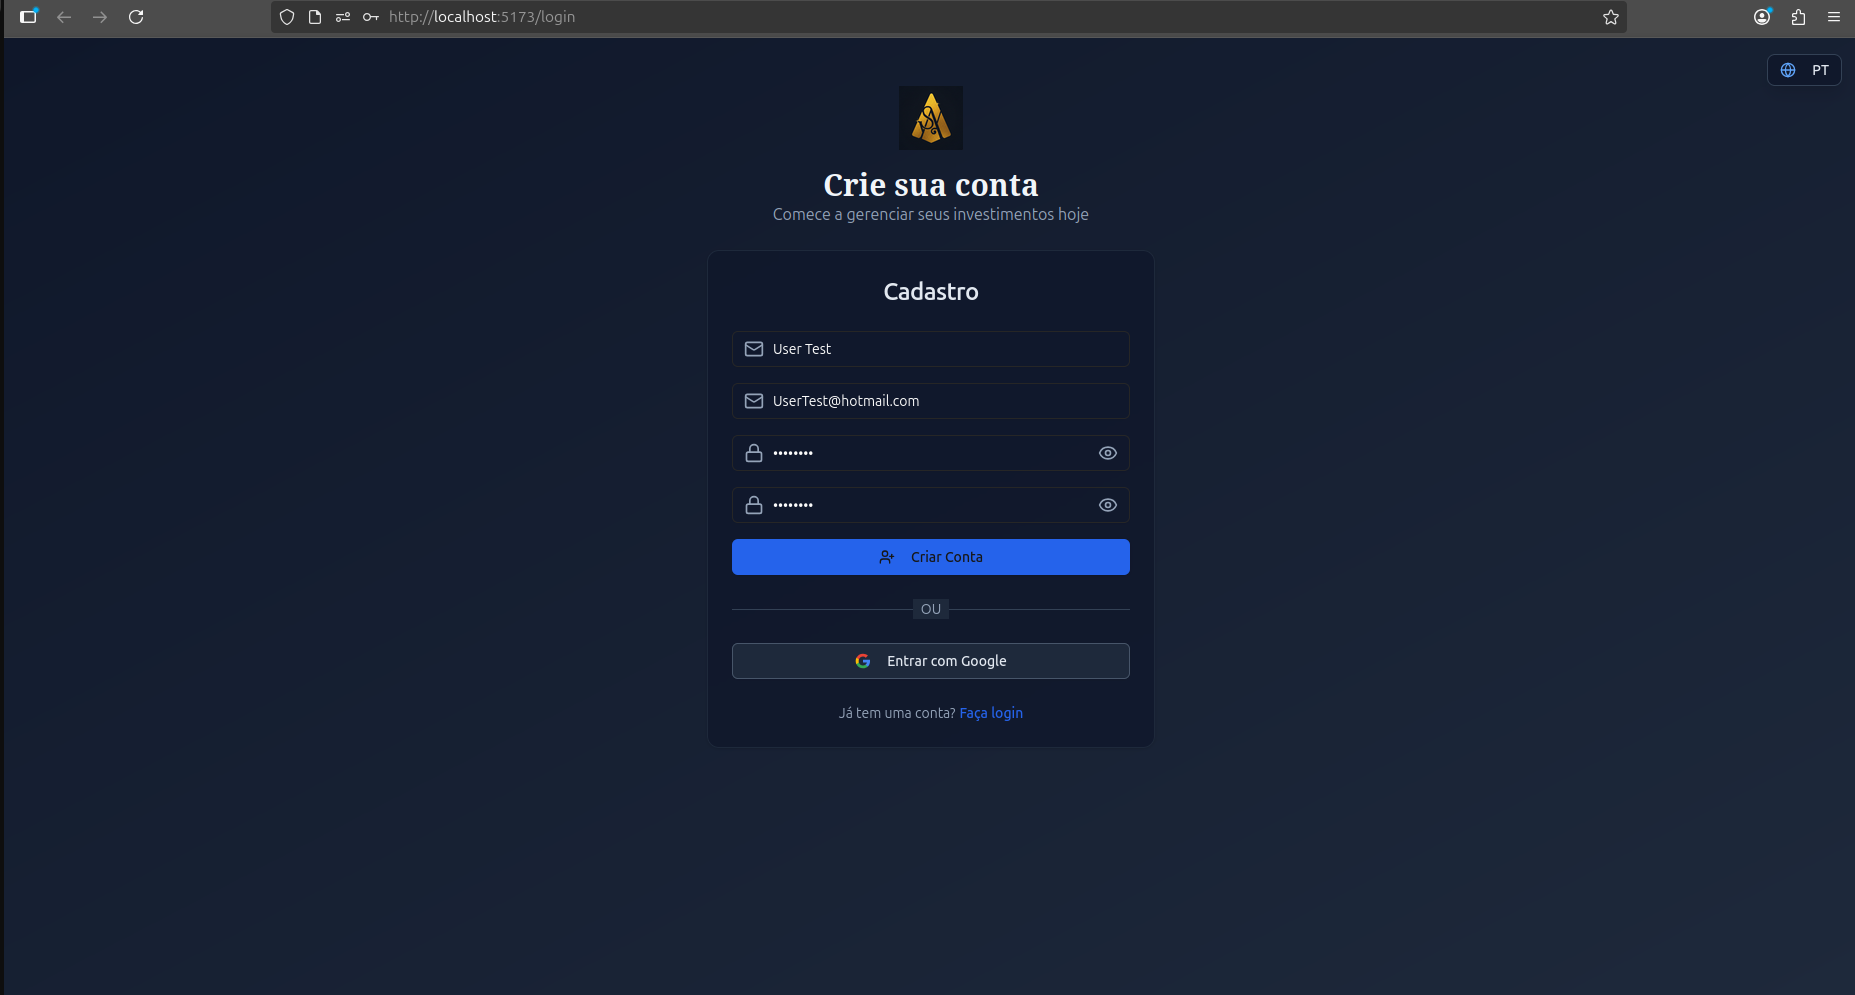 http://localhost:5173/login
PT
Crie sua conta
Comece a gerenciar seus investimentos hoje
Cadastro
User Test
UserTest@hotmail.com
••••••••
••••••••
Criar Conta
OU
Entrar com Google
Já tem uma conta? Faça login